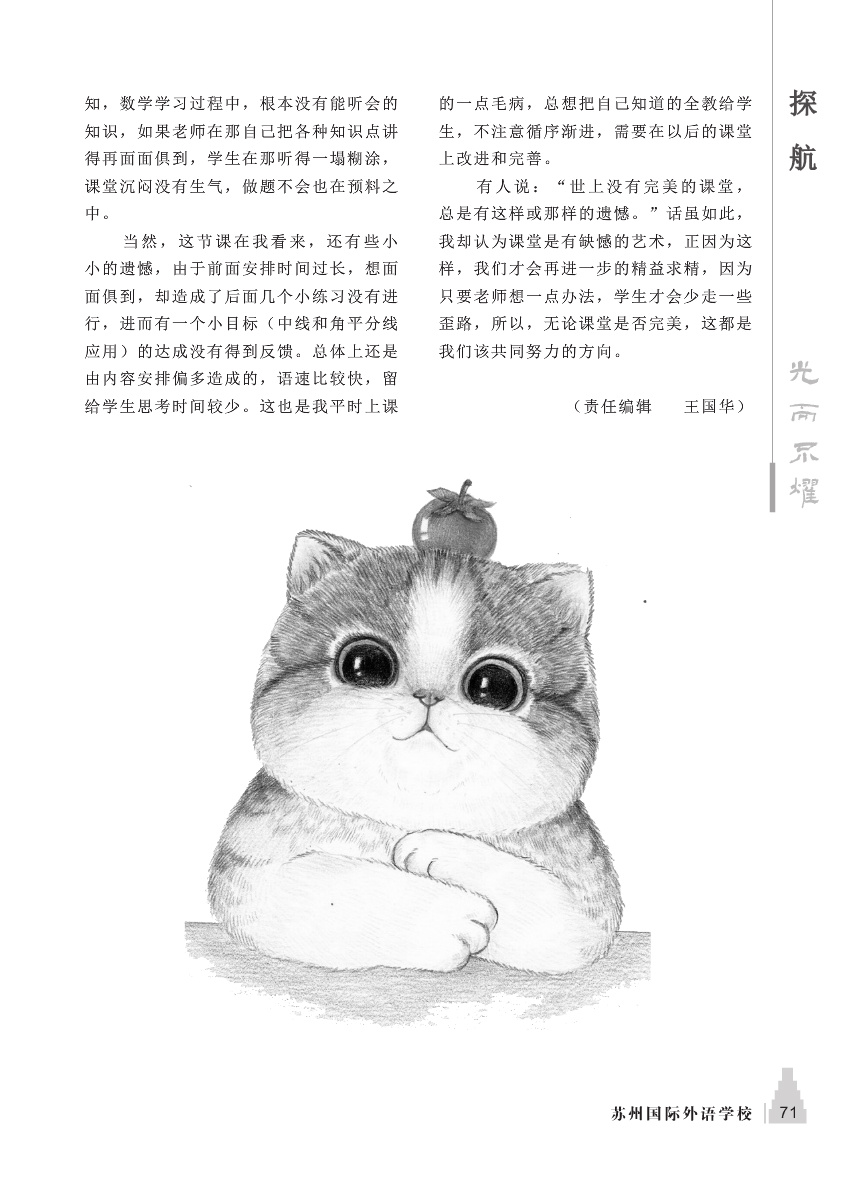 知，数学学习过程中，根本没有能听会的
知识，如果老师在那自己把各种知识点讲
得再面面俱到，学生在那听得一塌糊涂，
课堂沉闷没有生气，做题不会也在预料之
中。
当然，这节课在我看来，还有些小
小的遗憾，由于前面安排时间过长，想面
面俱到，却造成了后面几个小练习没有进
行，进而有一个小目标（中线和角平分线
应用）的达成没有得到反馈。总体上还是
由内容安排偏多造成的，语速比较快，留
给学生思考时间较少。这也是我平时上课
的一点毛病，总想把自己知道的全教给学
生，不注意循序渐进，需要在以后的课堂
上改进和完善。
有人说：“世上没有完美的课堂，
总是有这样或那样的遗憾。”话虽如此，
我却认为课堂是有缺憾的艺术，正因为这
样，我们才会再进一步的精益求精，因为
只要老师想一点办法，学生才会少走一些
歪路，所以，无论课堂是否完美，这都是
我们该共同努力的方向。
（责任编辑　　王国华）
探航
光而不耀
苏州国际外语学校
71